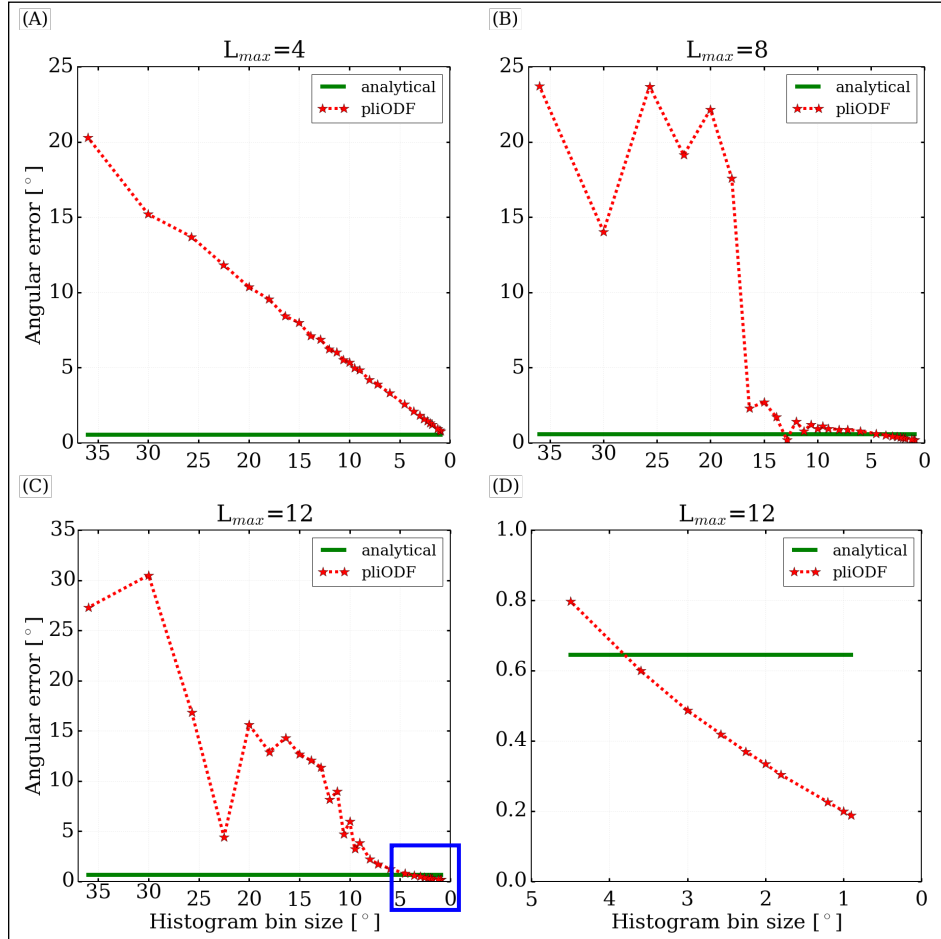 (A)
L_max=4
25
20
15
10
5
0
35 30 25 20 15 10 5 0
Angular error [°]
analytical
pliODF
(B)
L_max=8
25
20
15
10
5
0
35 30 25 20 15 10 5 0
analytical
pliODF
(C)
L_max=12
35
30
25
20
15
10
5
0
35 30 25 20 15 10 5 0
Angular error [°]
Histogram bin size [°]
analytical
pliODF
(D)
L_max=12
1.0
0.8
0.6
0.4
0.2
0.0
5 4 3 2 1 0
Histogram bin size [°]
analytical
pliODF